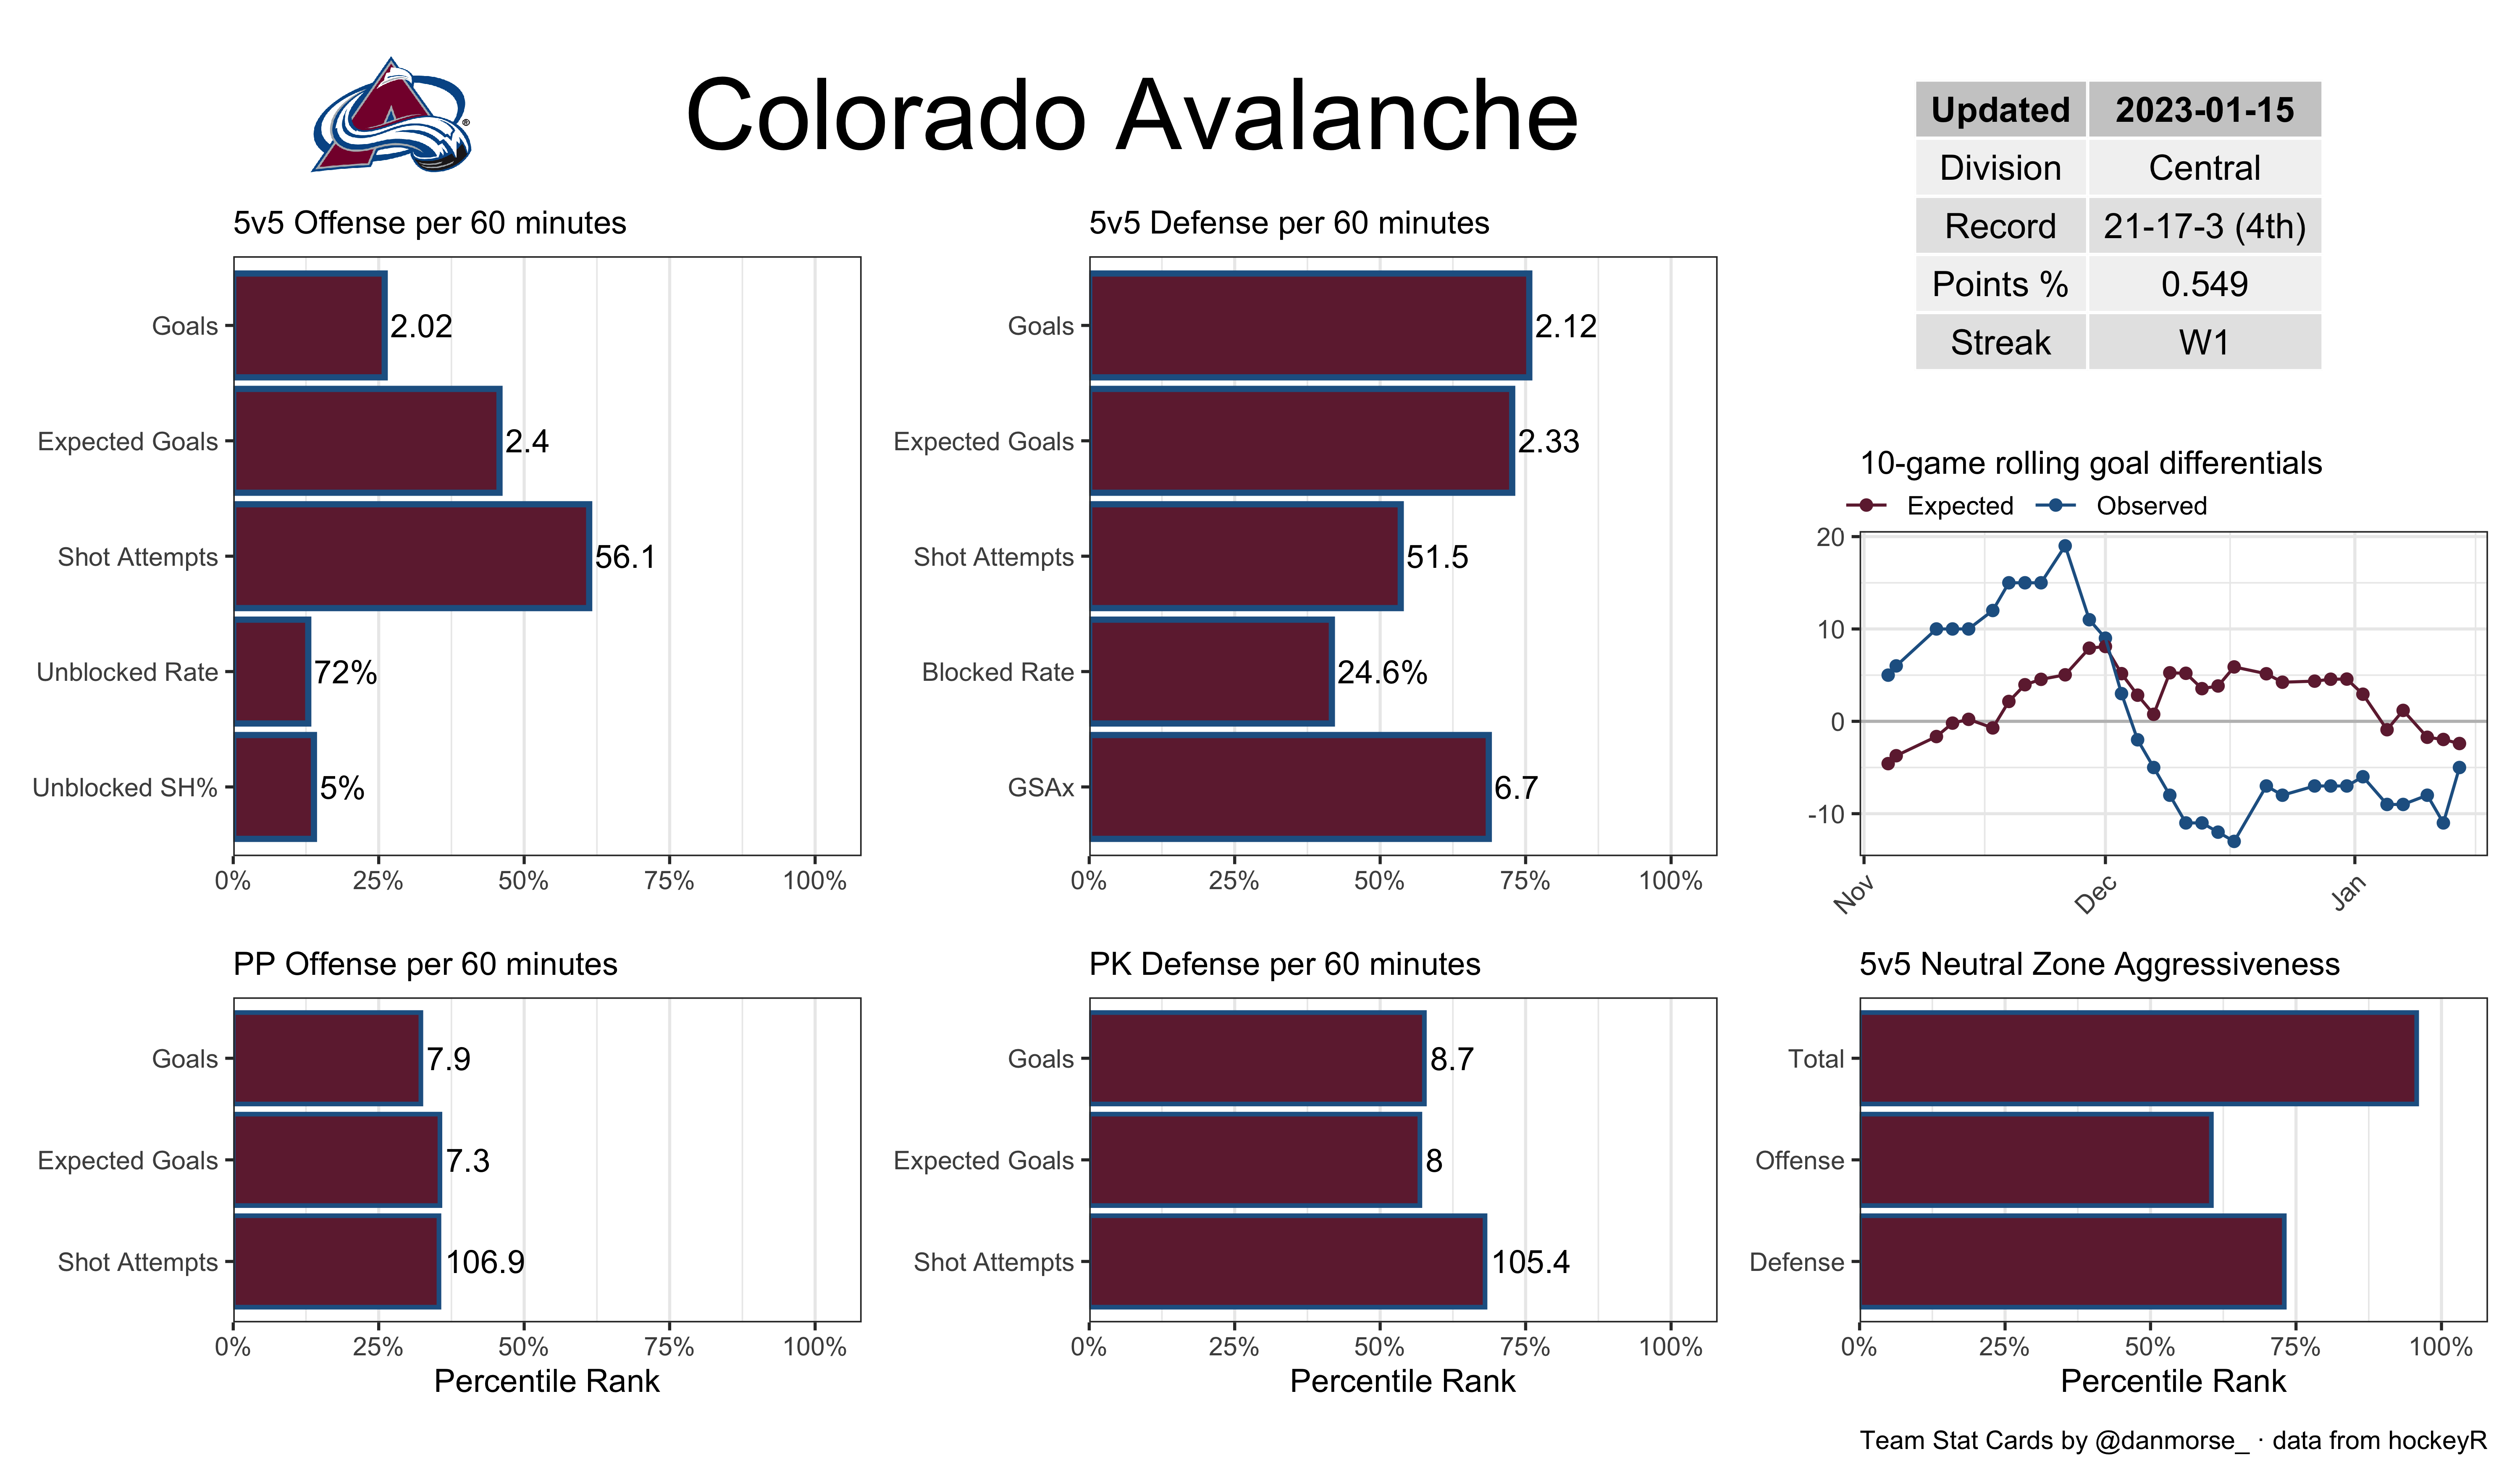 Colorado Avalanche
®
Updated 2023-01-15
Division Central
Record 21-17-3 (4th)
Points % 0.549
Streak W1
5v5 Offense per 60 minutes
Goals 2.02
Expected Goals 2.4
Shot Attempts 56.1
Unblocked Rate 72%
Unblocked SH% 5%
0% 25% 50% 75% 100%
5v5 Defense per 60 minutes
Goals 2.12
Expected Goals 2.33
Shot Attempts 51.5
Blocked Rate 24.6%
GSAx 6.7
0% 25% 50% 75% 100%
10-game rolling goal differentials
Expected Observed
20
10
0
-10
Nov Dec Jan
PP Offense per 60 minutes
Goals 7.9
Expected Goals 7.3
Shot Attempts 106.9
0% 25% 50% 75% 100%
Percentile Rank
PK Defense per 60 minutes
Goals 8.7
Expected Goals 8
Shot Attempts 105.4
0% 25% 50% 75% 100%
Percentile Rank
5v5 Neutral Zone Aggressiveness
Total
Offense
Defense
0% 25% 50% 75% 100%
Percentile Rank
Team Stat Cards by @danmorse_ · data from hockeyR